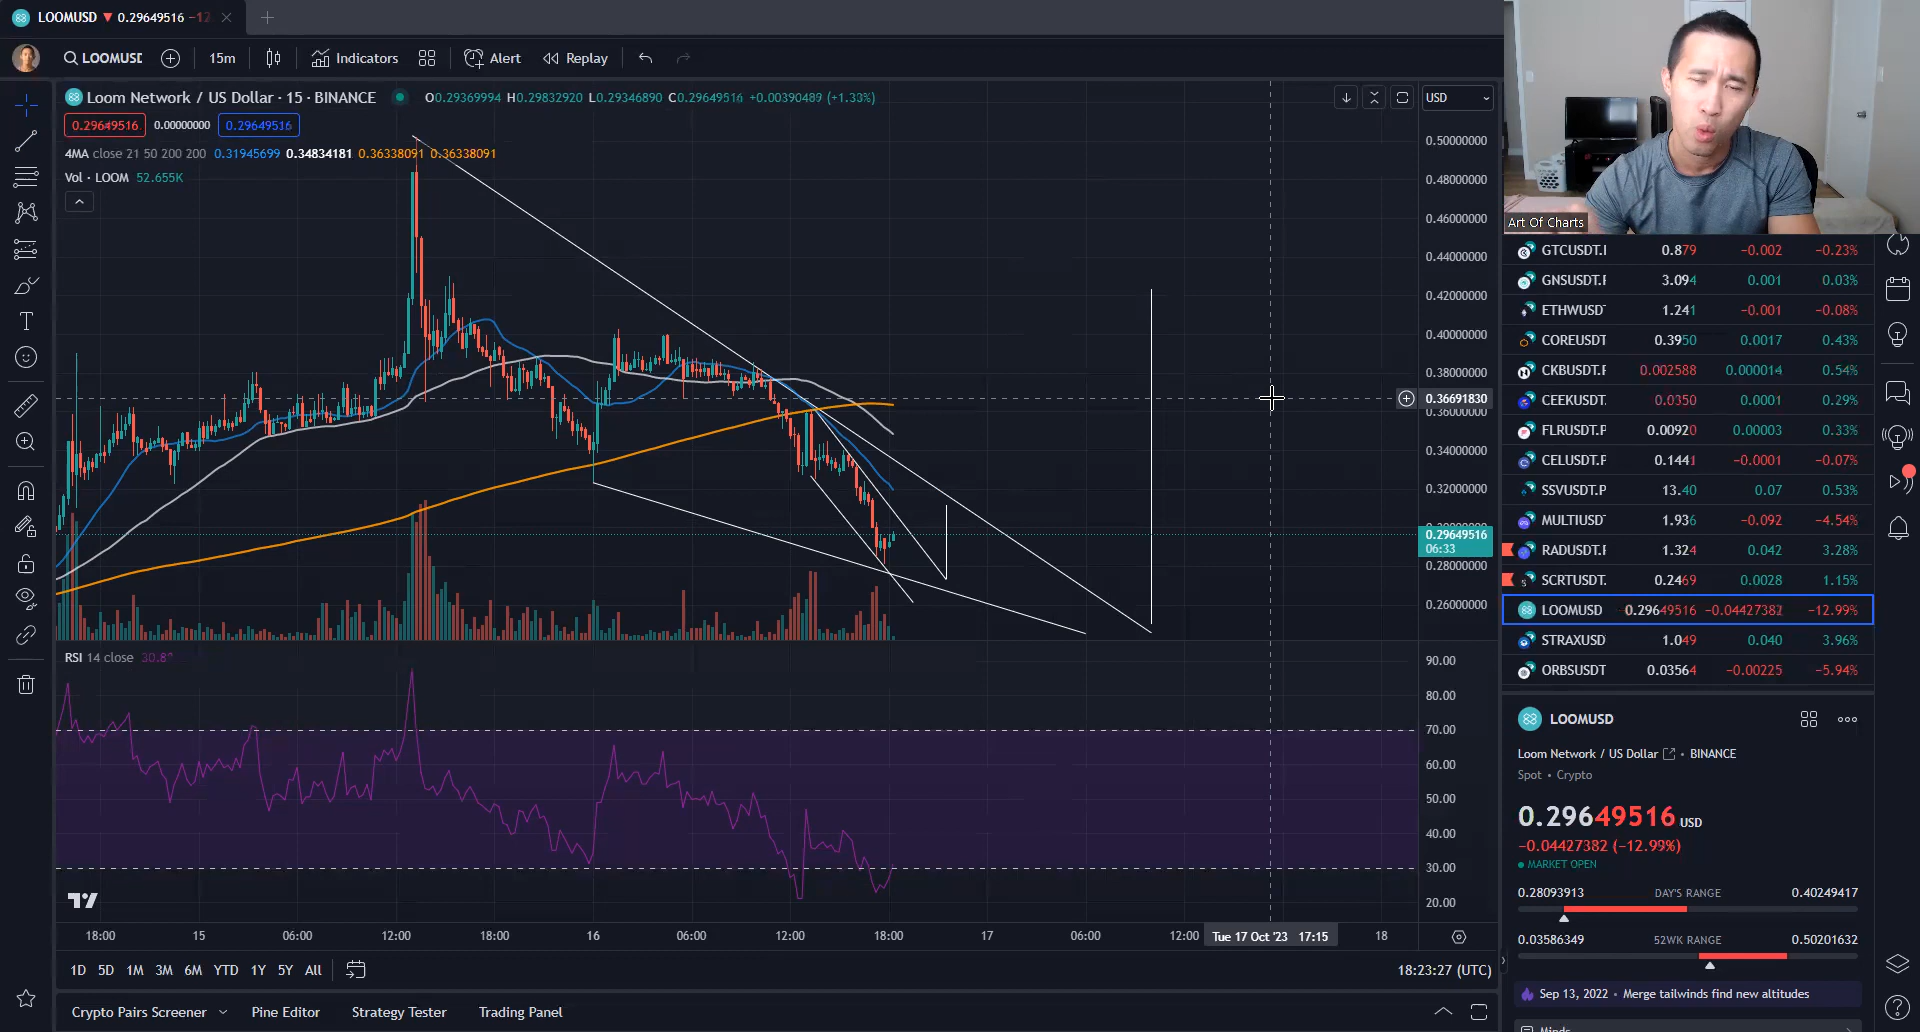 LOOMUSD ▼ 0.29649516 −12
LOOMUSD
15m
Indicators
Alert
Replay
Loom Network / US Dollar · 15 · BINANCE
O0.29369994 H0.29832920 L0.29346890 C0.29649516 +0.00390489 (+1.33%)
USD
0.29649516 0.00000000 0.29649516
4MA close 21 50 200 200 0.31945699 0.34834181 0.36338091 0.36338091
Vol · LOOM 52.655K
0.50000000
0.48000000
0.46000000
0.44000000
0.42000000
0.40000000
0.38000000
0.36691830
0.36000000
0.34000000
0.32000000
0.29649516
06:33
0.28000000
0.26000000
RSI 14 close
90.00
80.00
70.00
60.00
50.00
40.00
30.00
20.00
18:00 15 06:00 12:00 18:00 16 06:00 12:00 18:00 17 06:00 12:00 Tue 17 Oct '23 17:15 18
1D 5D 1M 3M 6M YTD 1Y 5Y All
18:23:27 (UTC)
Crypto Pairs Screener Pine Editor Strategy Tester Trading Panel
Art Of Charts
GTCUSDT.I 0.879 −0.002 −0.23%
GNSUSDT.F 3.094 0.001 0.03%
ETHWUSD 1.241 −0.001 −0.08%
COREUSDT 0.3950 0.0017 0.43%
CKBUSDT.F 0.002588 0.000014 0.54%
CEEKUSDT. 0.0350 0.0001 0.29%
FLRUSDT.P 0.00920 0.00003 0.33%
CELUSDT.F 0.1441 −0.0001 −0.07%
SSVUSDT.P 13.40 0.07 0.53%
MULTIUSD 1.936 −0.092 −4.54%
RADUSDT.F 1.324 0.042 3.28%
SCRTUSDT. 0.2469 0.0028 1.15%
LOOMUSD 0.29649516 −0.04427382 −12.99%
STRAXUSD 1.049 0.040 3.96%
ORBSUSDT 0.03564 −0.00225 −5.94%
LOOMUSD
Loom Network / US Dollar • BINANCE
Spot • Crypto
0.29649516 USD
−0.04427382 (−12.99%)
MARKET OPEN
0.28093913 DAY'S RANGE 0.40249417
0.03586349 52WK RANGE 0.50201632
Sep 13, 2022 • Merge tailwinds find new altitudes
Minds